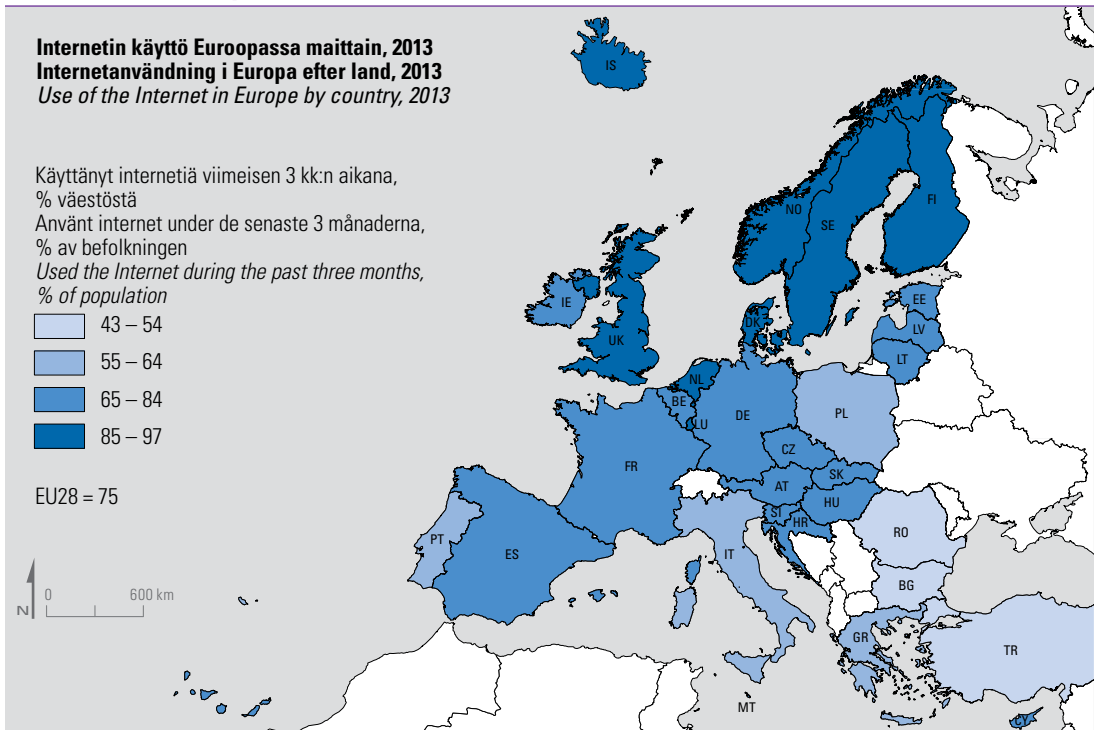 Internetin käyttö Euroopassa maittain, 2013
Internetanvändning i Europa efter land, 2013
Use of the Internet in Europe by country, 2013
Käyttänyt internetiä viimeisen 3 kk:n aikana,
% väestöstä
Använt internet under de senaste 3 månaderna,
% av befolkningen
Used the Internet during the past three months,
% of population
43 – 54
55 – 64
65 – 84
85 – 97
EU28 = 75
N
0 600 km
IS
NO
SE
FI
EE
LV
LT
DK
IE
UK
NL
BE
LU
DE
PL
CZ
SK
AT
HU
FR
SI
HR
RO
PT
ES
IT
BG
GR
TR
MT
CY